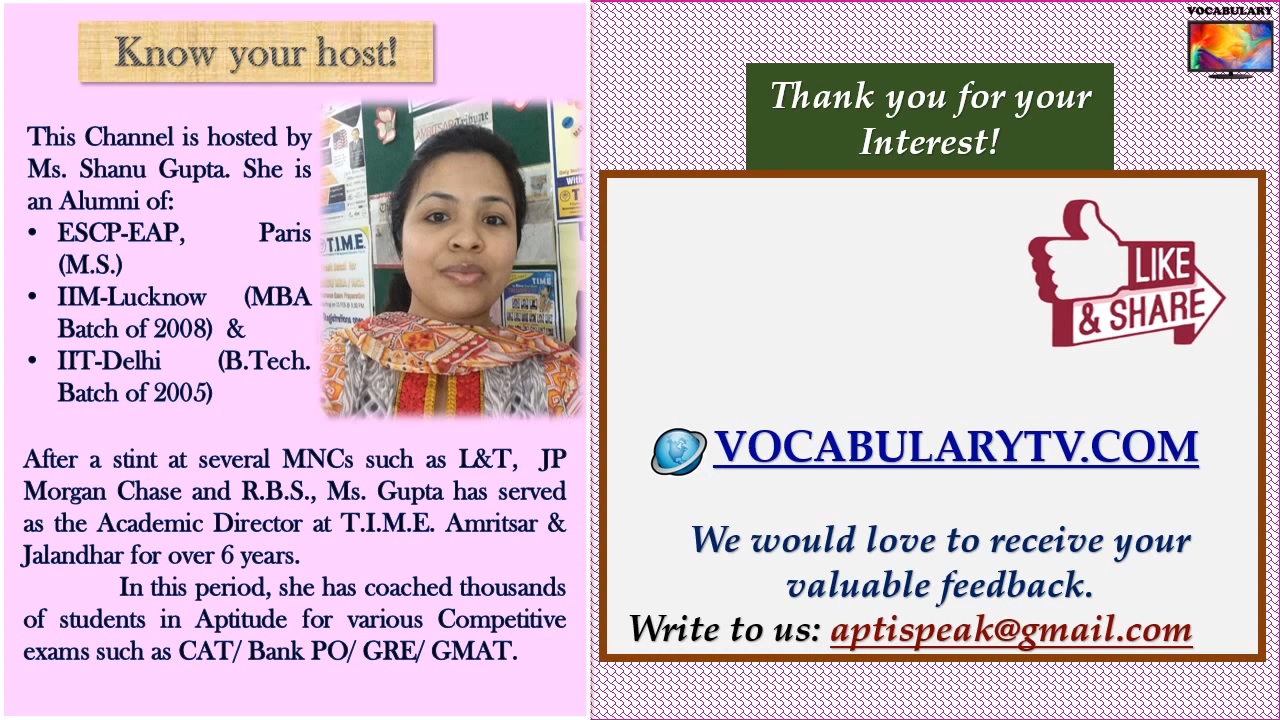 Know your host!
This Channel is hosted by
Ms. Shanu Gupta. She is
an Alumni of:
• ESCP-EAP, Paris
(M.S.)
• IIM-Lucknow (MBA
Batch of 2008) &
• IIT-Delhi (B.Tech.
Batch of 2005)
Tribune
T.I.M.E.
TIME
After a stint at several MNCs such as L&T, JP
Morgan Chase and R.B.S., Ms. Gupta has served
as the Academic Director at T.I.M.E. Amritsar &
Jalandhar for over 6 years.
In this period, she has coached thousands
of students in Aptitude for various Competitive
exams such as CAT/ Bank PO/ GRE/ GMAT.
VOCABULARY
Thank you for your
Interest!
LIKE
& SHARE
VOCABULARYTV.COM
We would love to receive your
valuable feedback.
Write to us: aptispeak@gmail.com